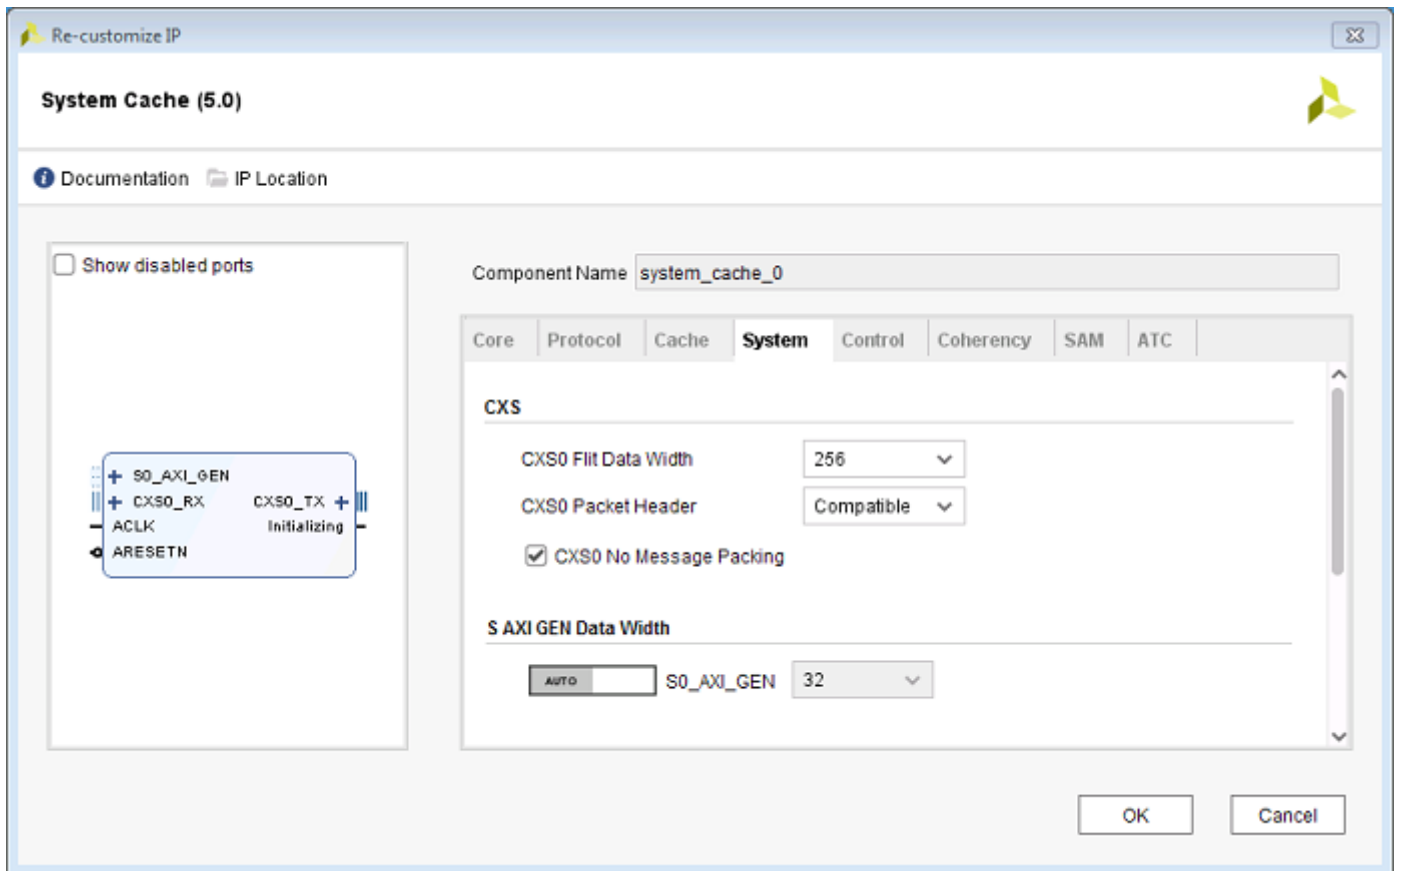 Re-customize IP
System Cache (5.0)
Documentation IP Location
Show disabled ports
S0_AXI_GEN
CXS0_RX CXS0_TX
ACLK Initializing
ARESETN
Component Name system_cache_0
Core Protocol Cache System Control Coherency SAM ATC
CXS
CXS0 Flit Data Width 256
CXS0 Packet Header Compatible
CXS0 No Message Packing
S AXI GEN Data Width
AUTO S0_AXI_GEN 32
OK Cancel